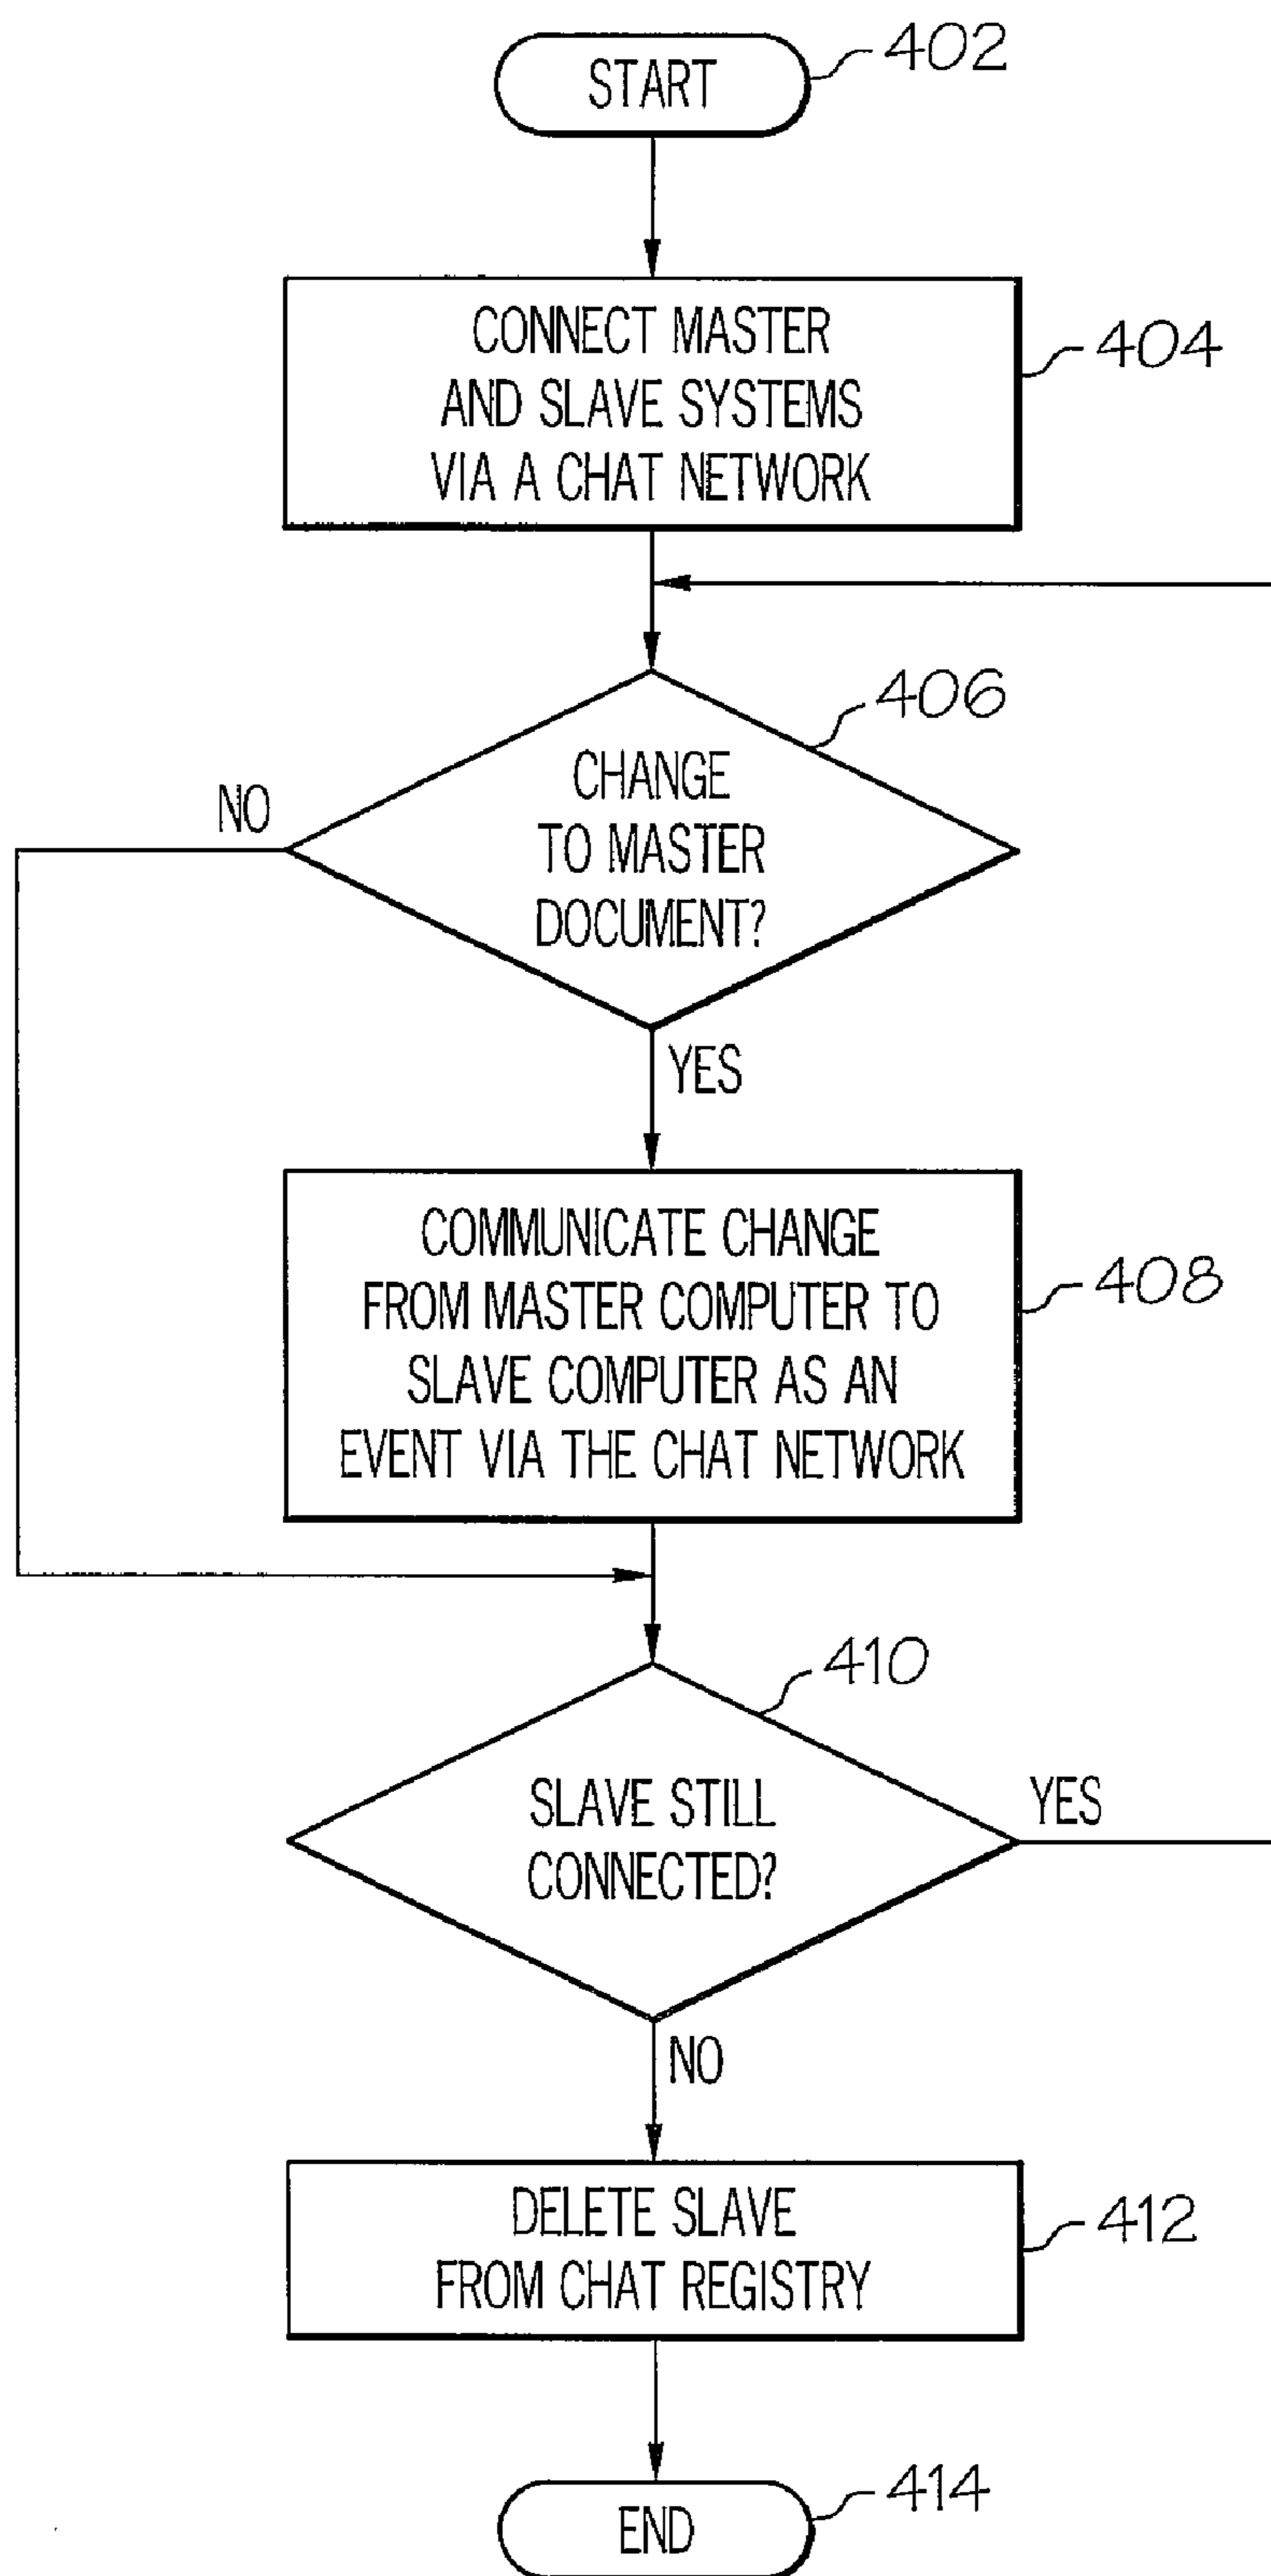 START
402
CONNECT MASTER
AND SLAVE SYSTEMS
VIA A CHAT NETWORK
404
406
CHANGE
TO MASTER
DOCUMENT?
NO
YES
COMMUNICATE CHANGE
FROM MASTER COMPUTER TO
SLAVE COMPUTER AS AN
EVENT VIA THE CHAT NETWORK
408
410
SLAVE STILL
CONNECTED?
YES
NO
DELETE SLAVE
FROM CHAT REGISTRY
412
END
414